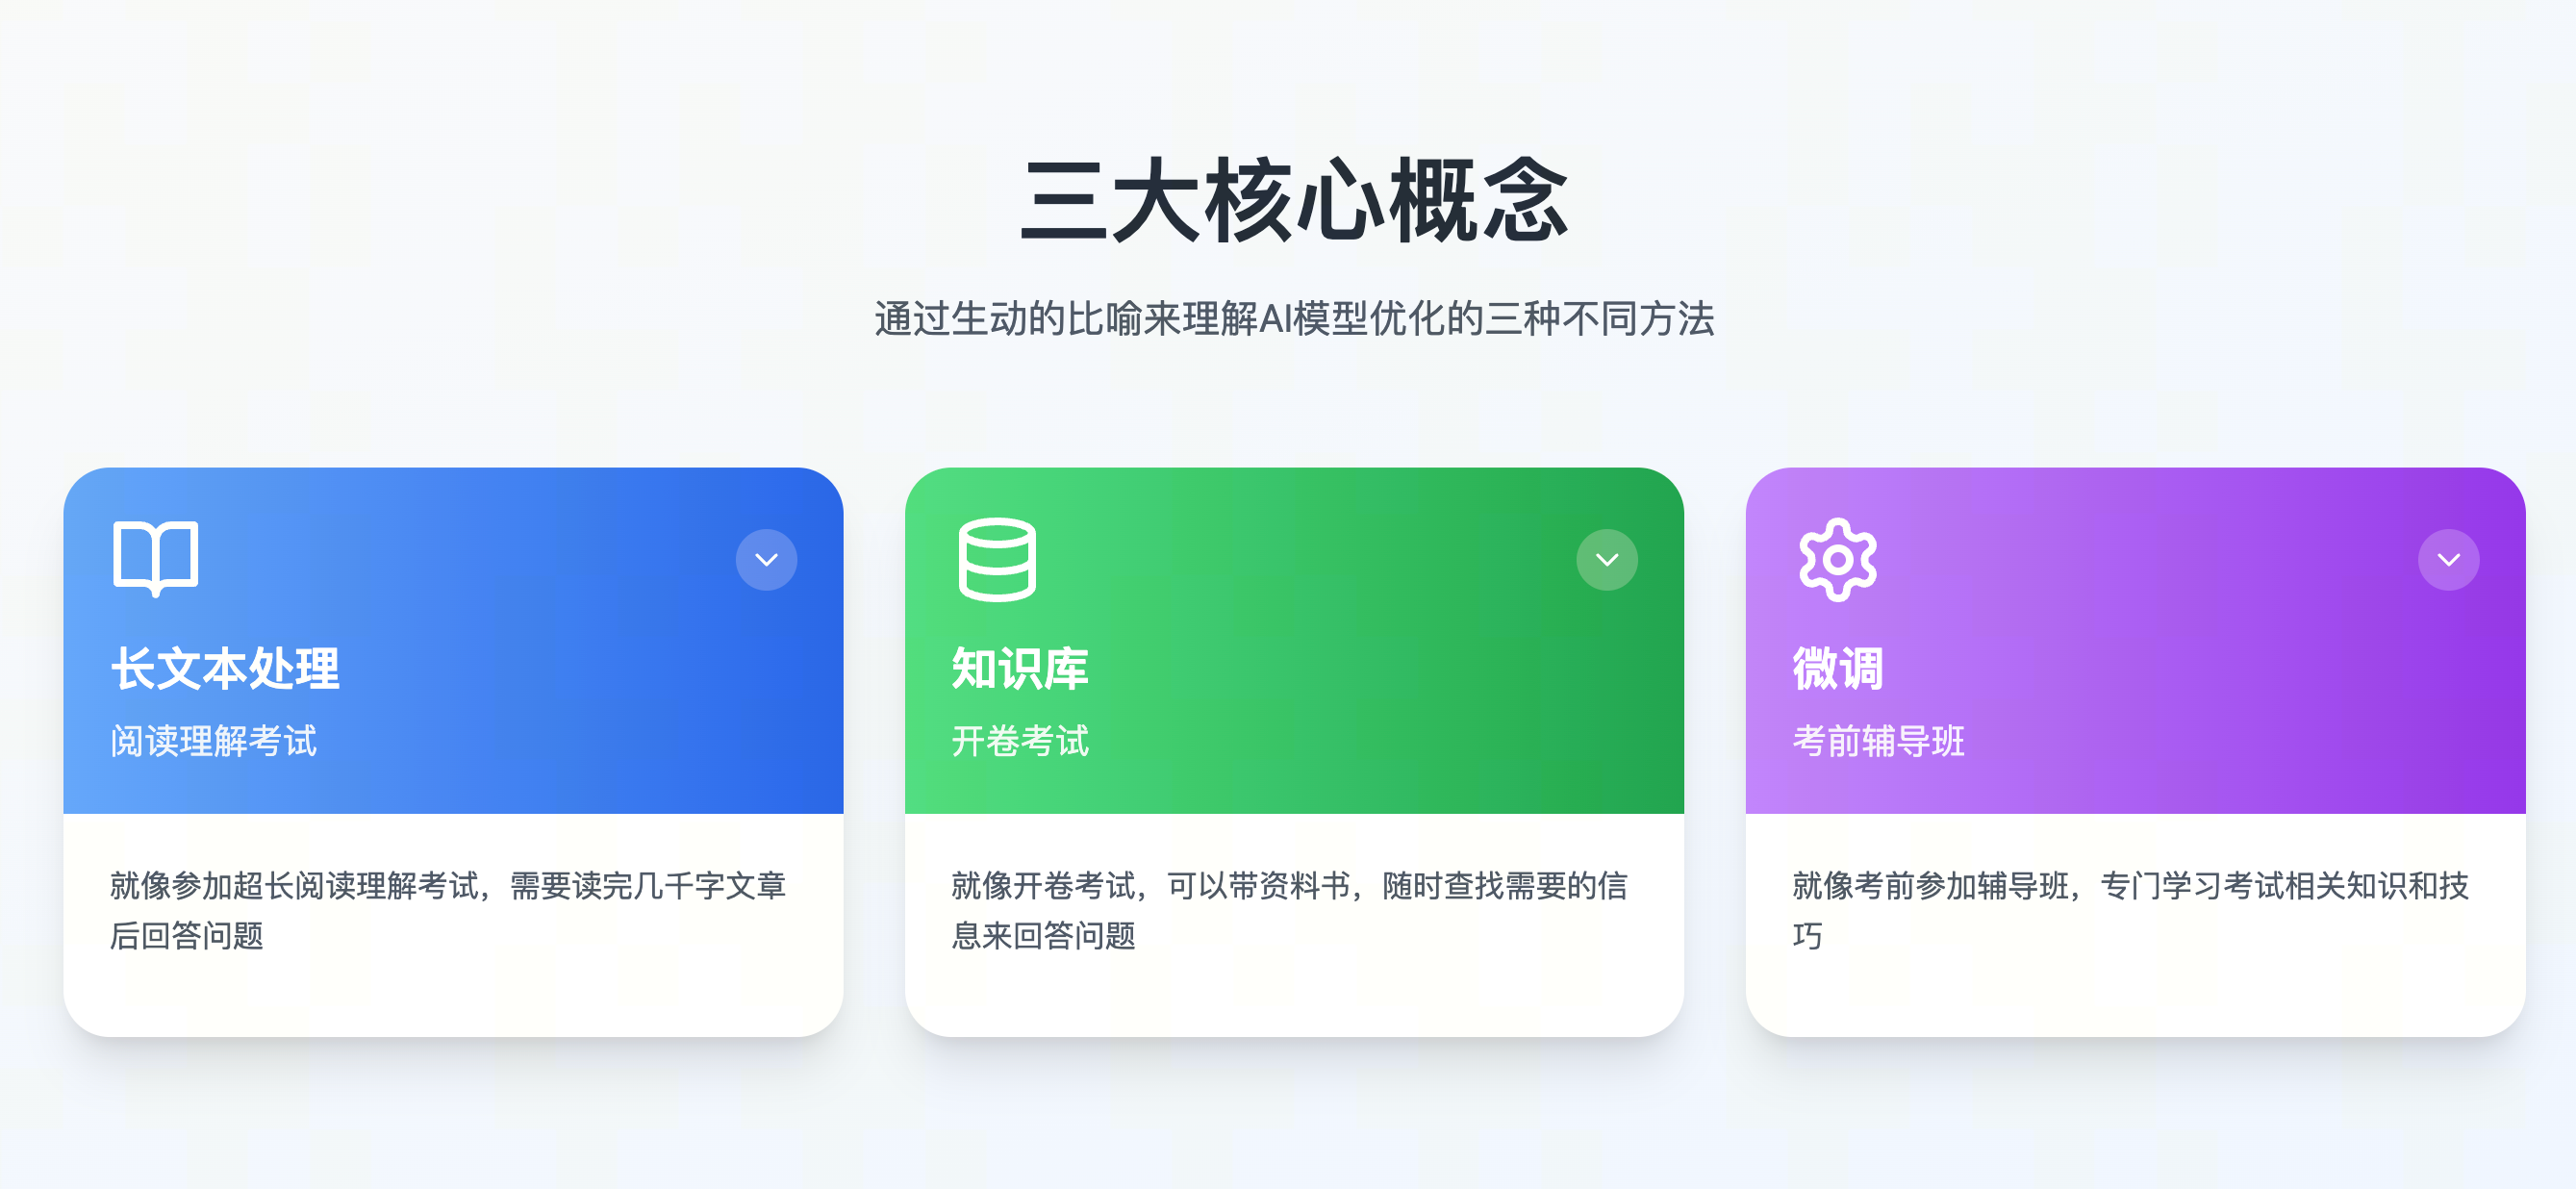 三大核心概念
通过生动的比喻来理解AI模型优化的三种不同方法
长文本处理
阅读理解考试
就像参加超长阅读理解考试，需要读完几千字文章
后回答问题
知识库
开卷考试
就像开卷考试，可以带资料书，随时查找需要的信
息来回答问题
微调
考前辅导班
就像考前参加辅导班，专门学习考试相关知识和技
巧